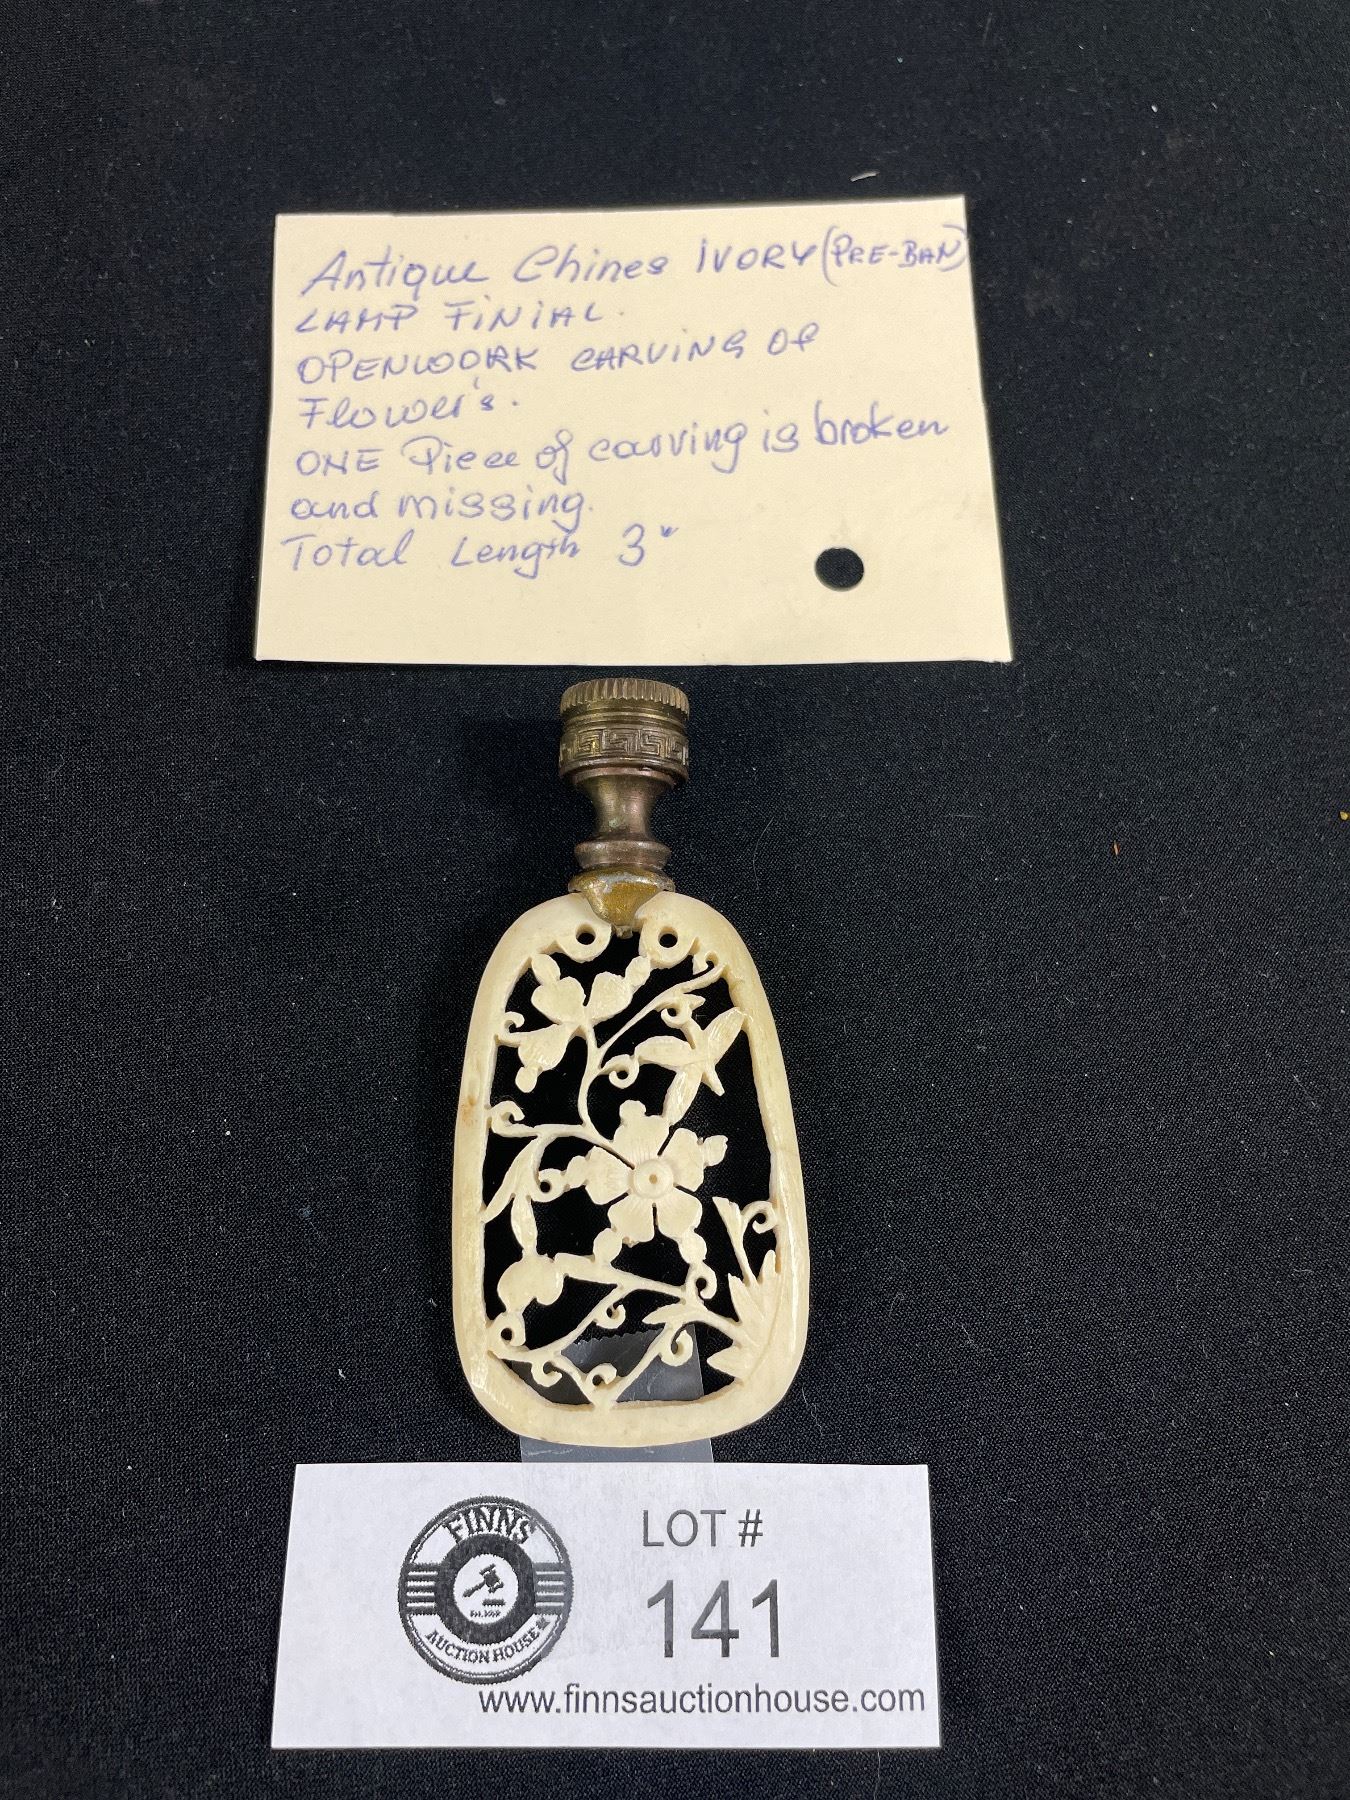 Antique Chines IVORY (PRE-BAN)
LAMP FINIAL.
OPENWORK CARVING OF
Flower's.
ONE Piece of carving is broken
and missing.
Total Length 3"
FINNS
AUCTION HOUSE
LOT #
141
www.finnsauctionhouse.com